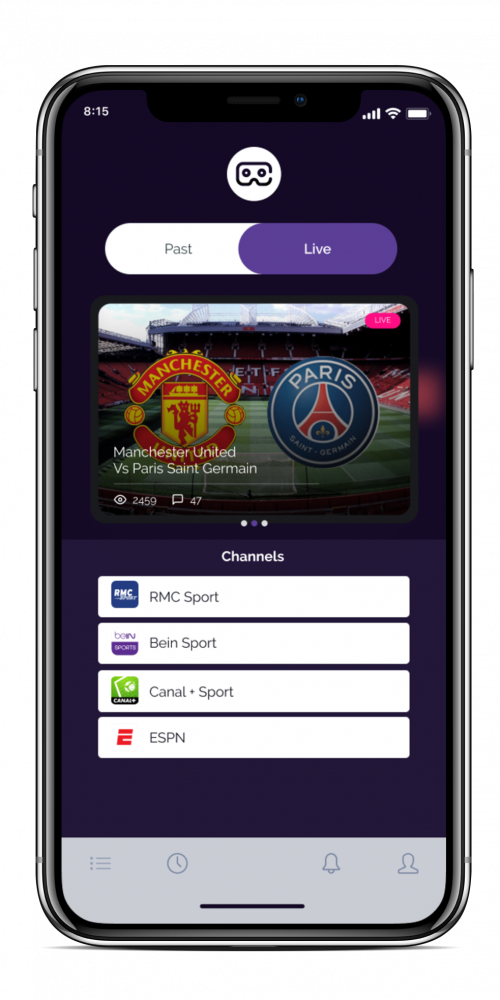 8:15
Past
Live
LIVE
MANCHESTER
UNITED
PARIS
SAINT-GERMAIN
Manchester United
Vs Paris Saint Germain
2459
47
Channels
RMC
SPORT
RMC Sport
beIN
SPORTS
Bein Sport
CANAL+
Canal + Sport
ESPN